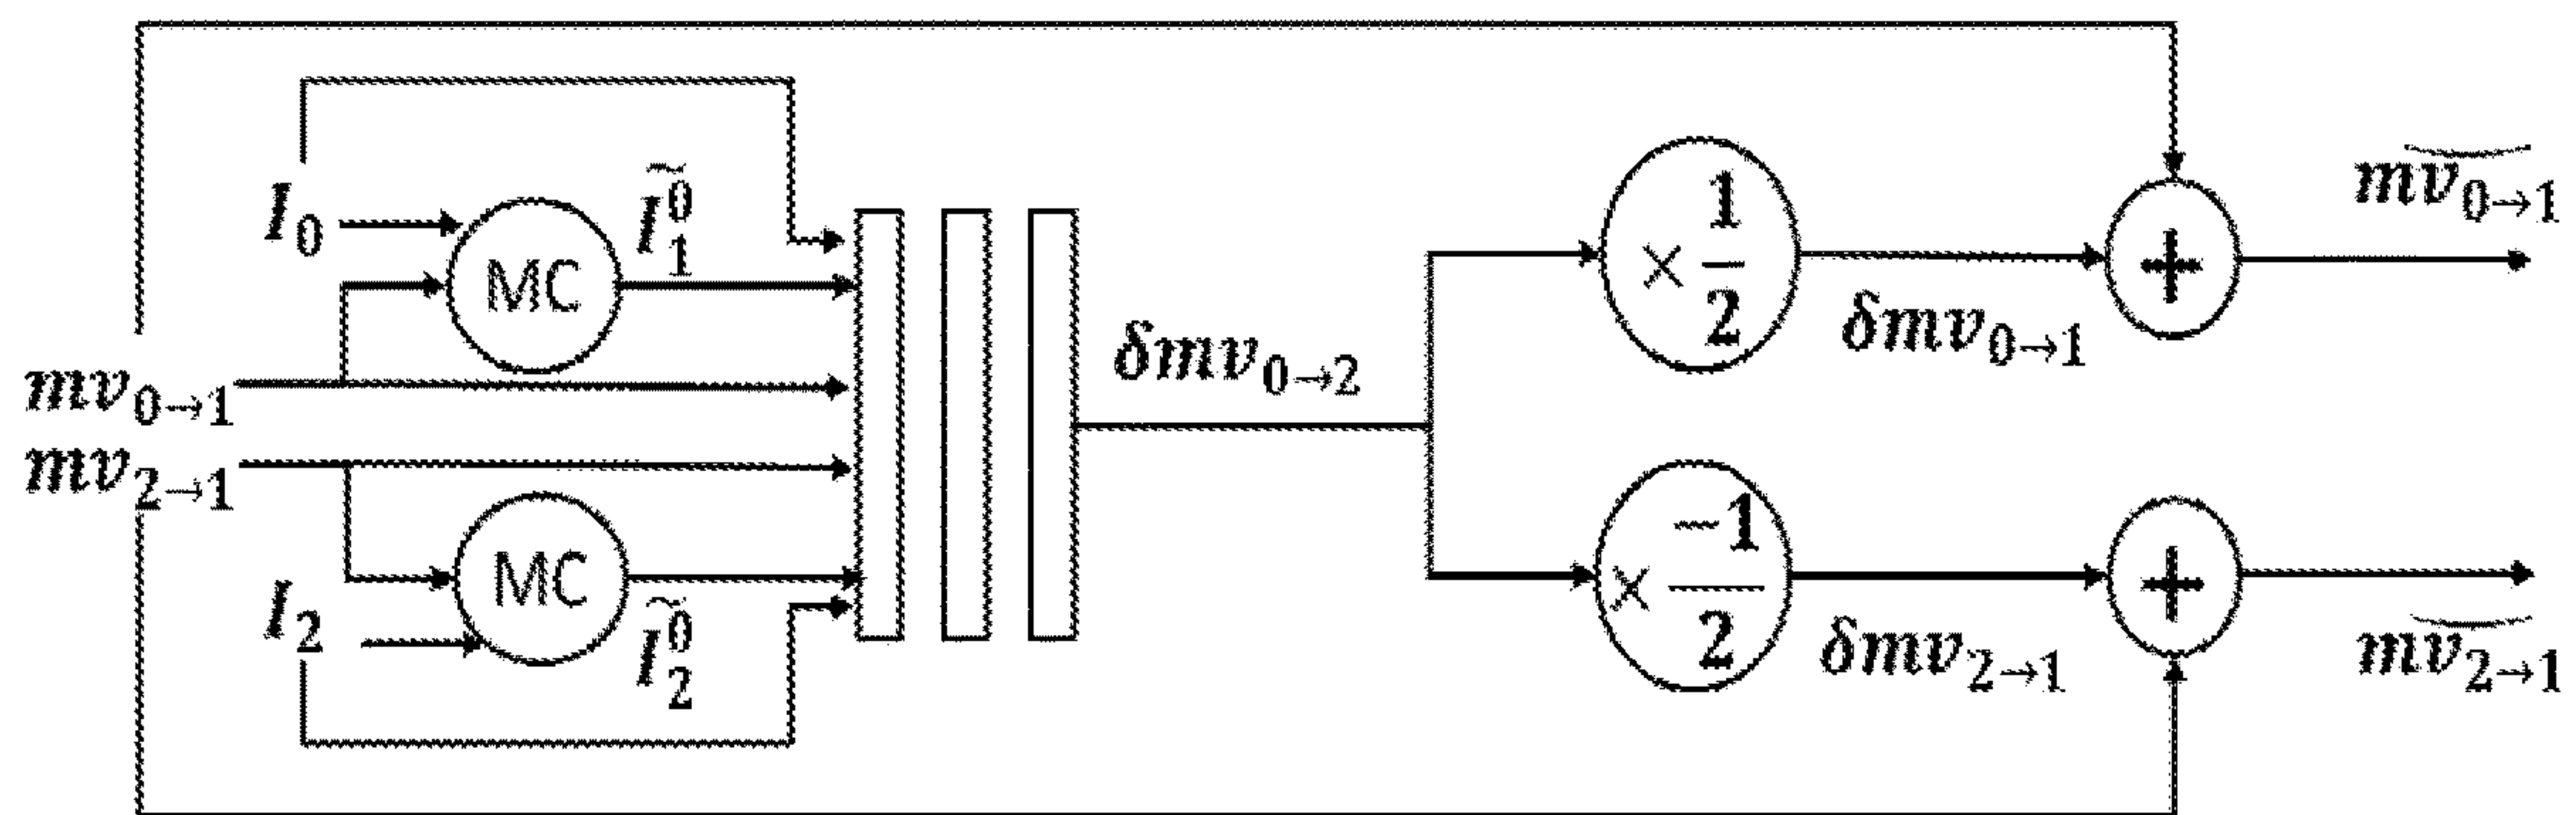 I₀
MC
Ĩ₁⁰
mv₀→₁
mv₂→₁
I₂
MC
Ĩ₂⁰
δmv₀→₂
× 1/2
δmv₀→₁
+
m͠v₀→₁
× -1/2
δmv₂→₁
+
m͠v₂→₁